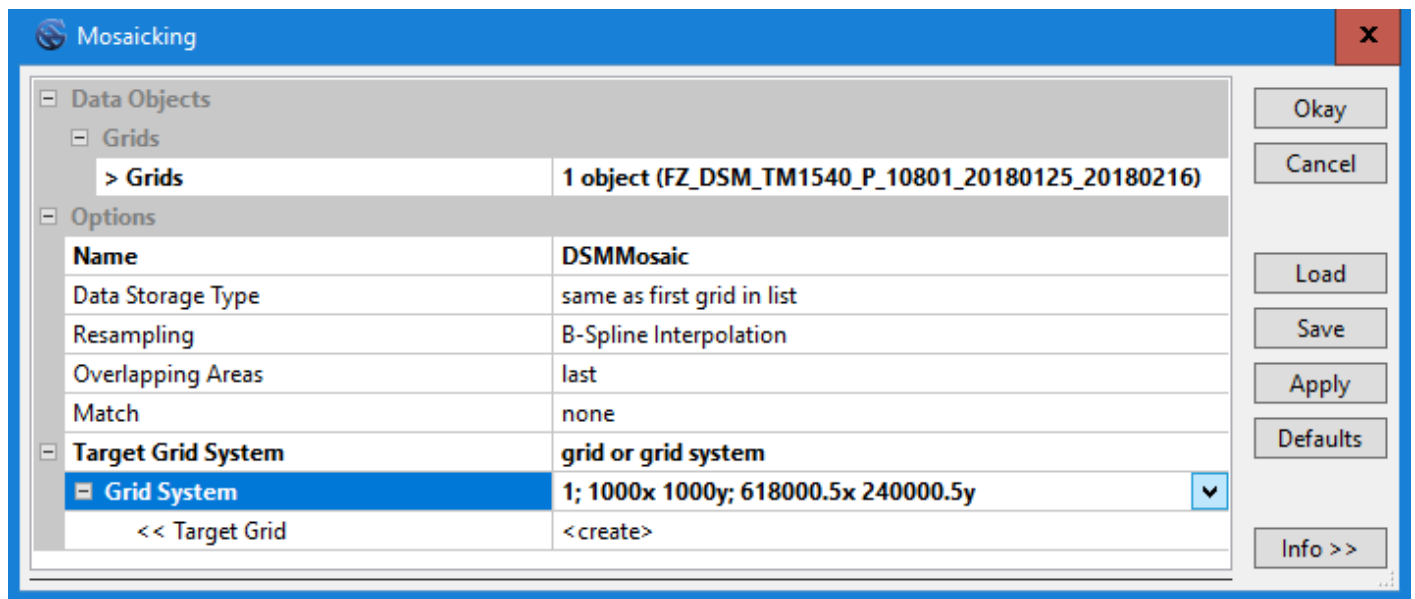 Mosaicking
x
Data Objects
Grids
> Grids 1 object (FZ_DSM_TM1540_P_10801_20180125_20180216)
Options
Name DSMMosaic
Data Storage Type same as first grid in list
Resampling B-Spline Interpolation
Overlapping Areas last
Match none
Target Grid System grid or grid system
Grid System 1; 1000x 1000y; 618000.5x 240000.5y
<< Target Grid <create>
Okay
Cancel
Load
Save
Apply
Defaults
Info >>